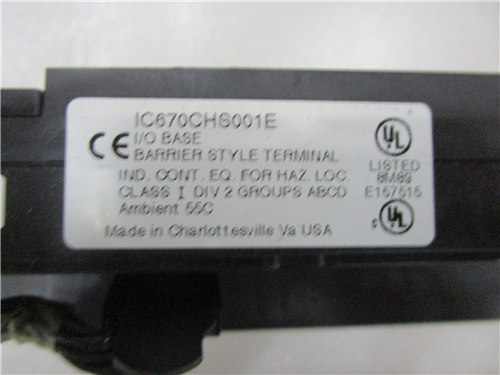 IC670CHS001E
CE I/O BASE
BARRIER STYLE TERMINAL
IND. CONT. EQ. FOR HAZ. LOC.
CLASS I DIV 2 GROUPS ABCD
Ambient 55C
Made in Charlottesville Va USA
UL
LISTED
8M89
E157515
UL